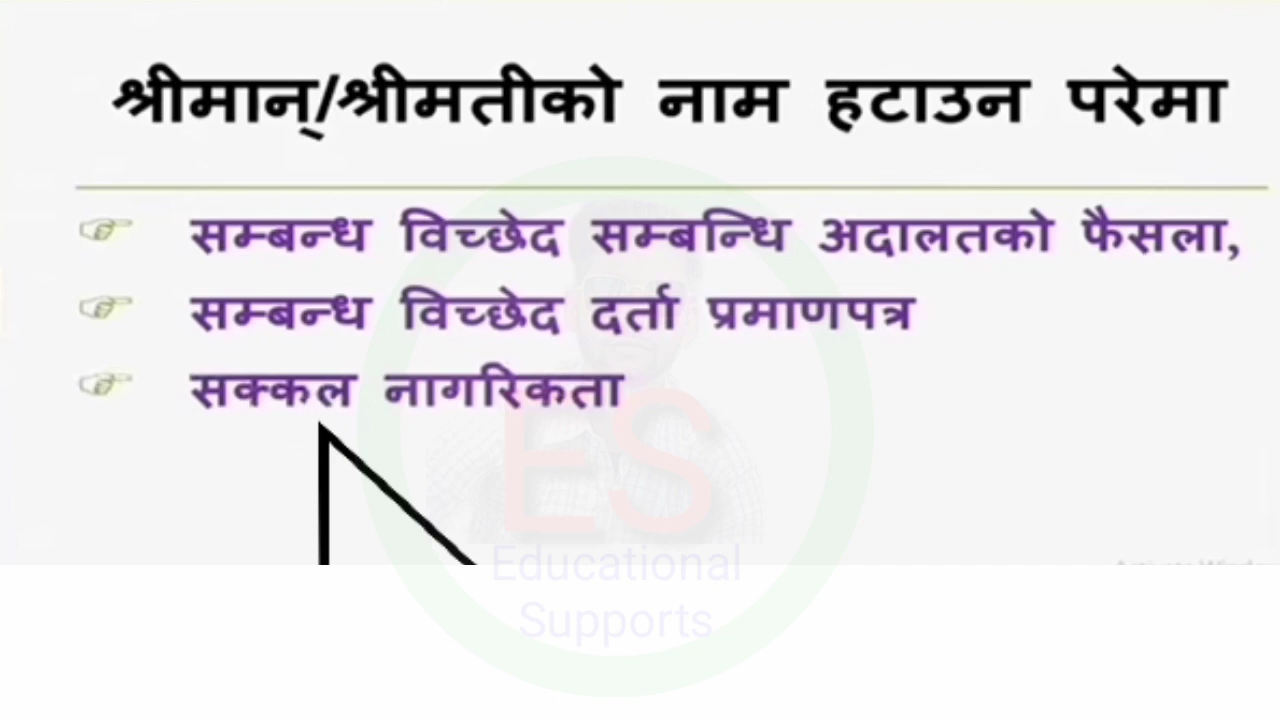 श्रीमान्/श्रीमतीको नाम हटाउन परेमा
सम्बन्ध विच्छेद सम्बन्धि अदालतको फैसला,
सम्बन्ध विच्छेद दर्ता प्रमाणपत्र
सक्कल नागरिकता
ES
Educational
Supports